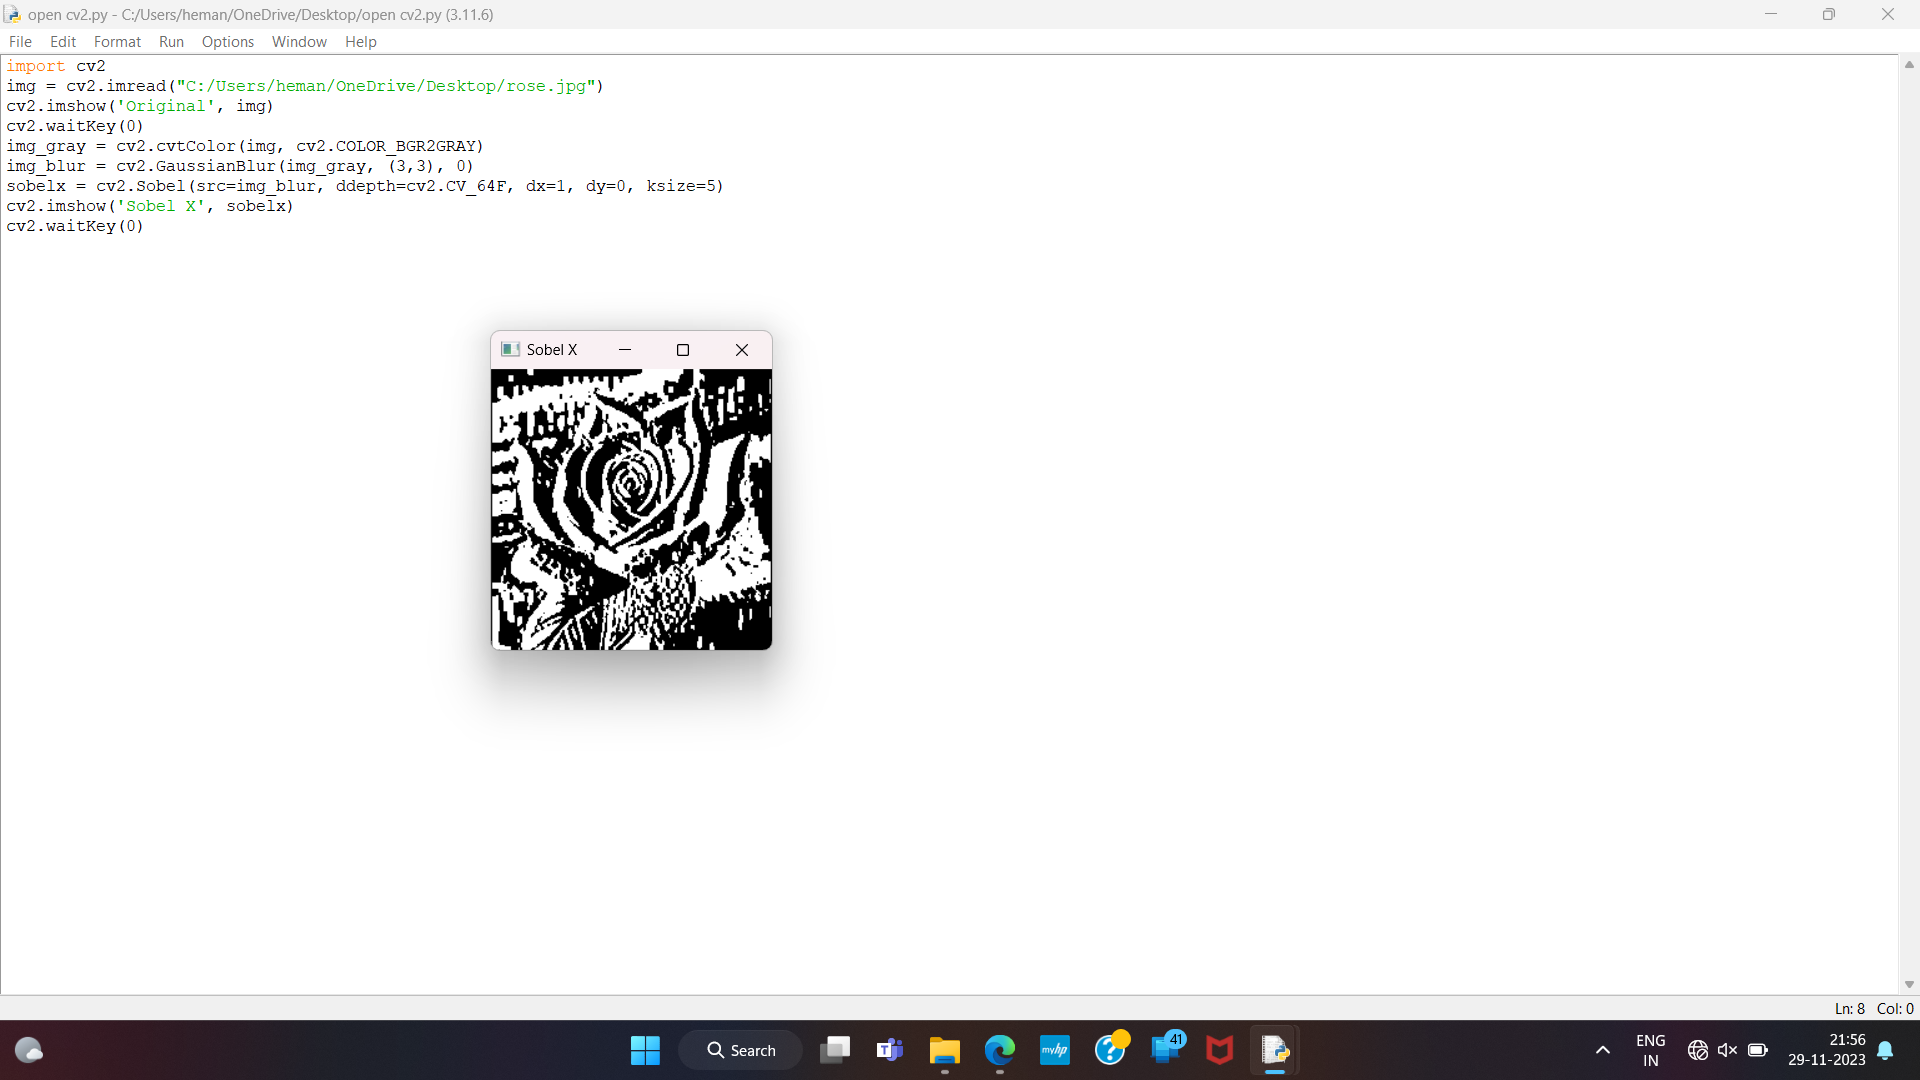 open cv2.py - C:/Users/heman/OneDrive/Desktop/open cv2.py (3.11.6)
File Edit Format Run Options Window Help
import cv2
img = cv2.imread("C:/Users/heman/OneDrive/Desktop/rose.jpg")
cv2.imshow('Original', img)
cv2.waitKey(0)
img_gray = cv2.cvtColor(img, cv2.COLOR_BGR2GRAY)
img_blur = cv2.GaussianBlur(img_gray, (3,3), 0)
sobelx = cv2.Sobel(src=img_blur, ddepth=cv2.CV_64F, dx=1, dy=0, ksize=5)
cv2.imshow('Sobel X', sobelx)
cv2.waitKey(0)
Sobel X
Ln: 8 Col: 0
Search
myhp
41
ENG
IN
21:56
29-11-2023